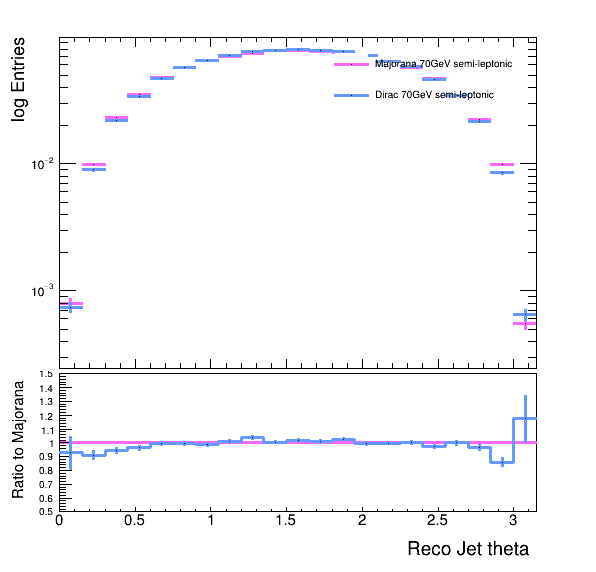 log Entries
Majorana 70GeV semi-leptonic
Dirac 70GeV semi-leptonic
10−2
10−3
Ratio to Majorana
1.5
1.4
1.3
1.2
1.1
1
0.9
0.8
0.7
0.6
0.5
0 0.5 1 1.5 2 2.5 3
Reco Jet theta